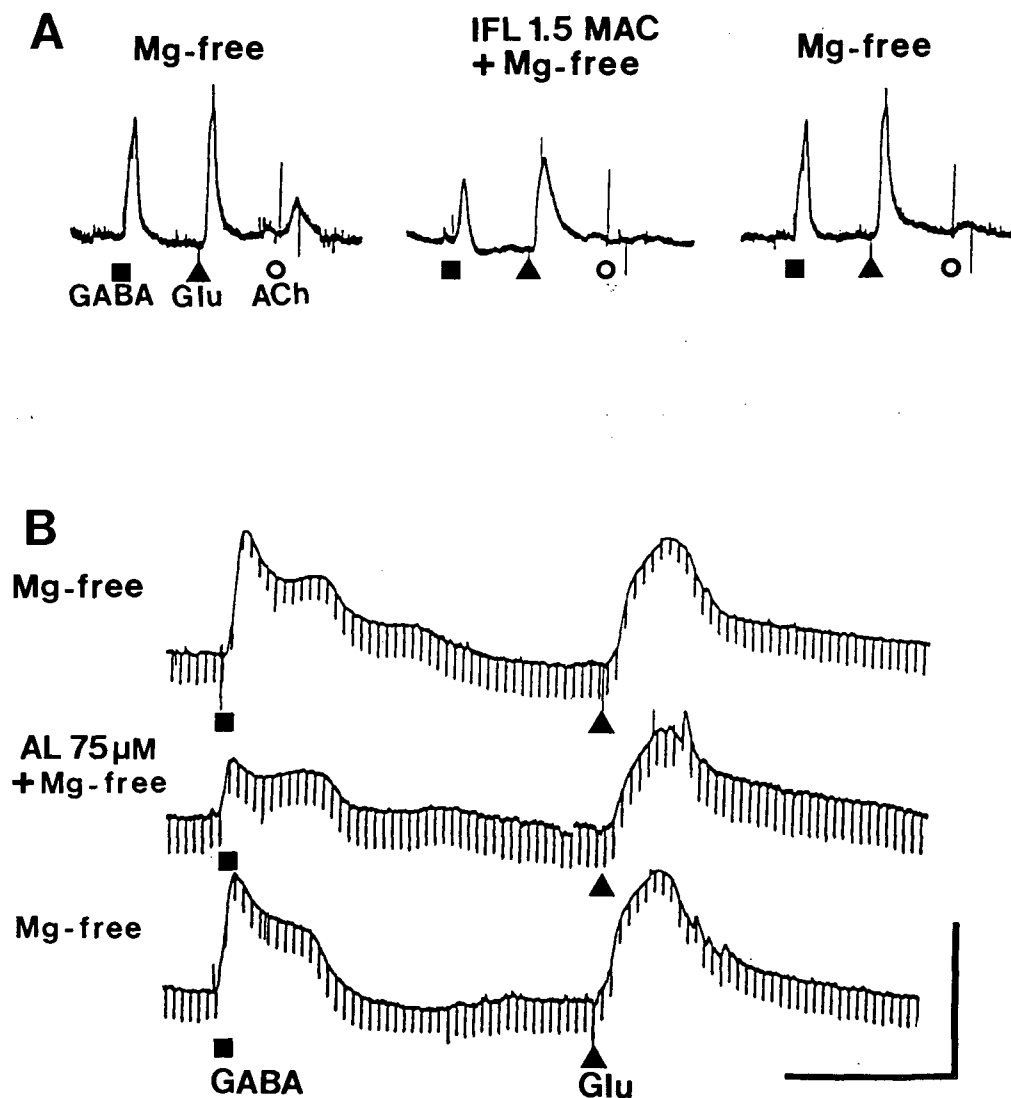 A
Mg-free
IFL 1.5 MAC
+ Mg-free
Mg-free
GABA Glu ACh
B
Mg-free
AL 75 μM
+ Mg-free
Mg-free
GABA Glu